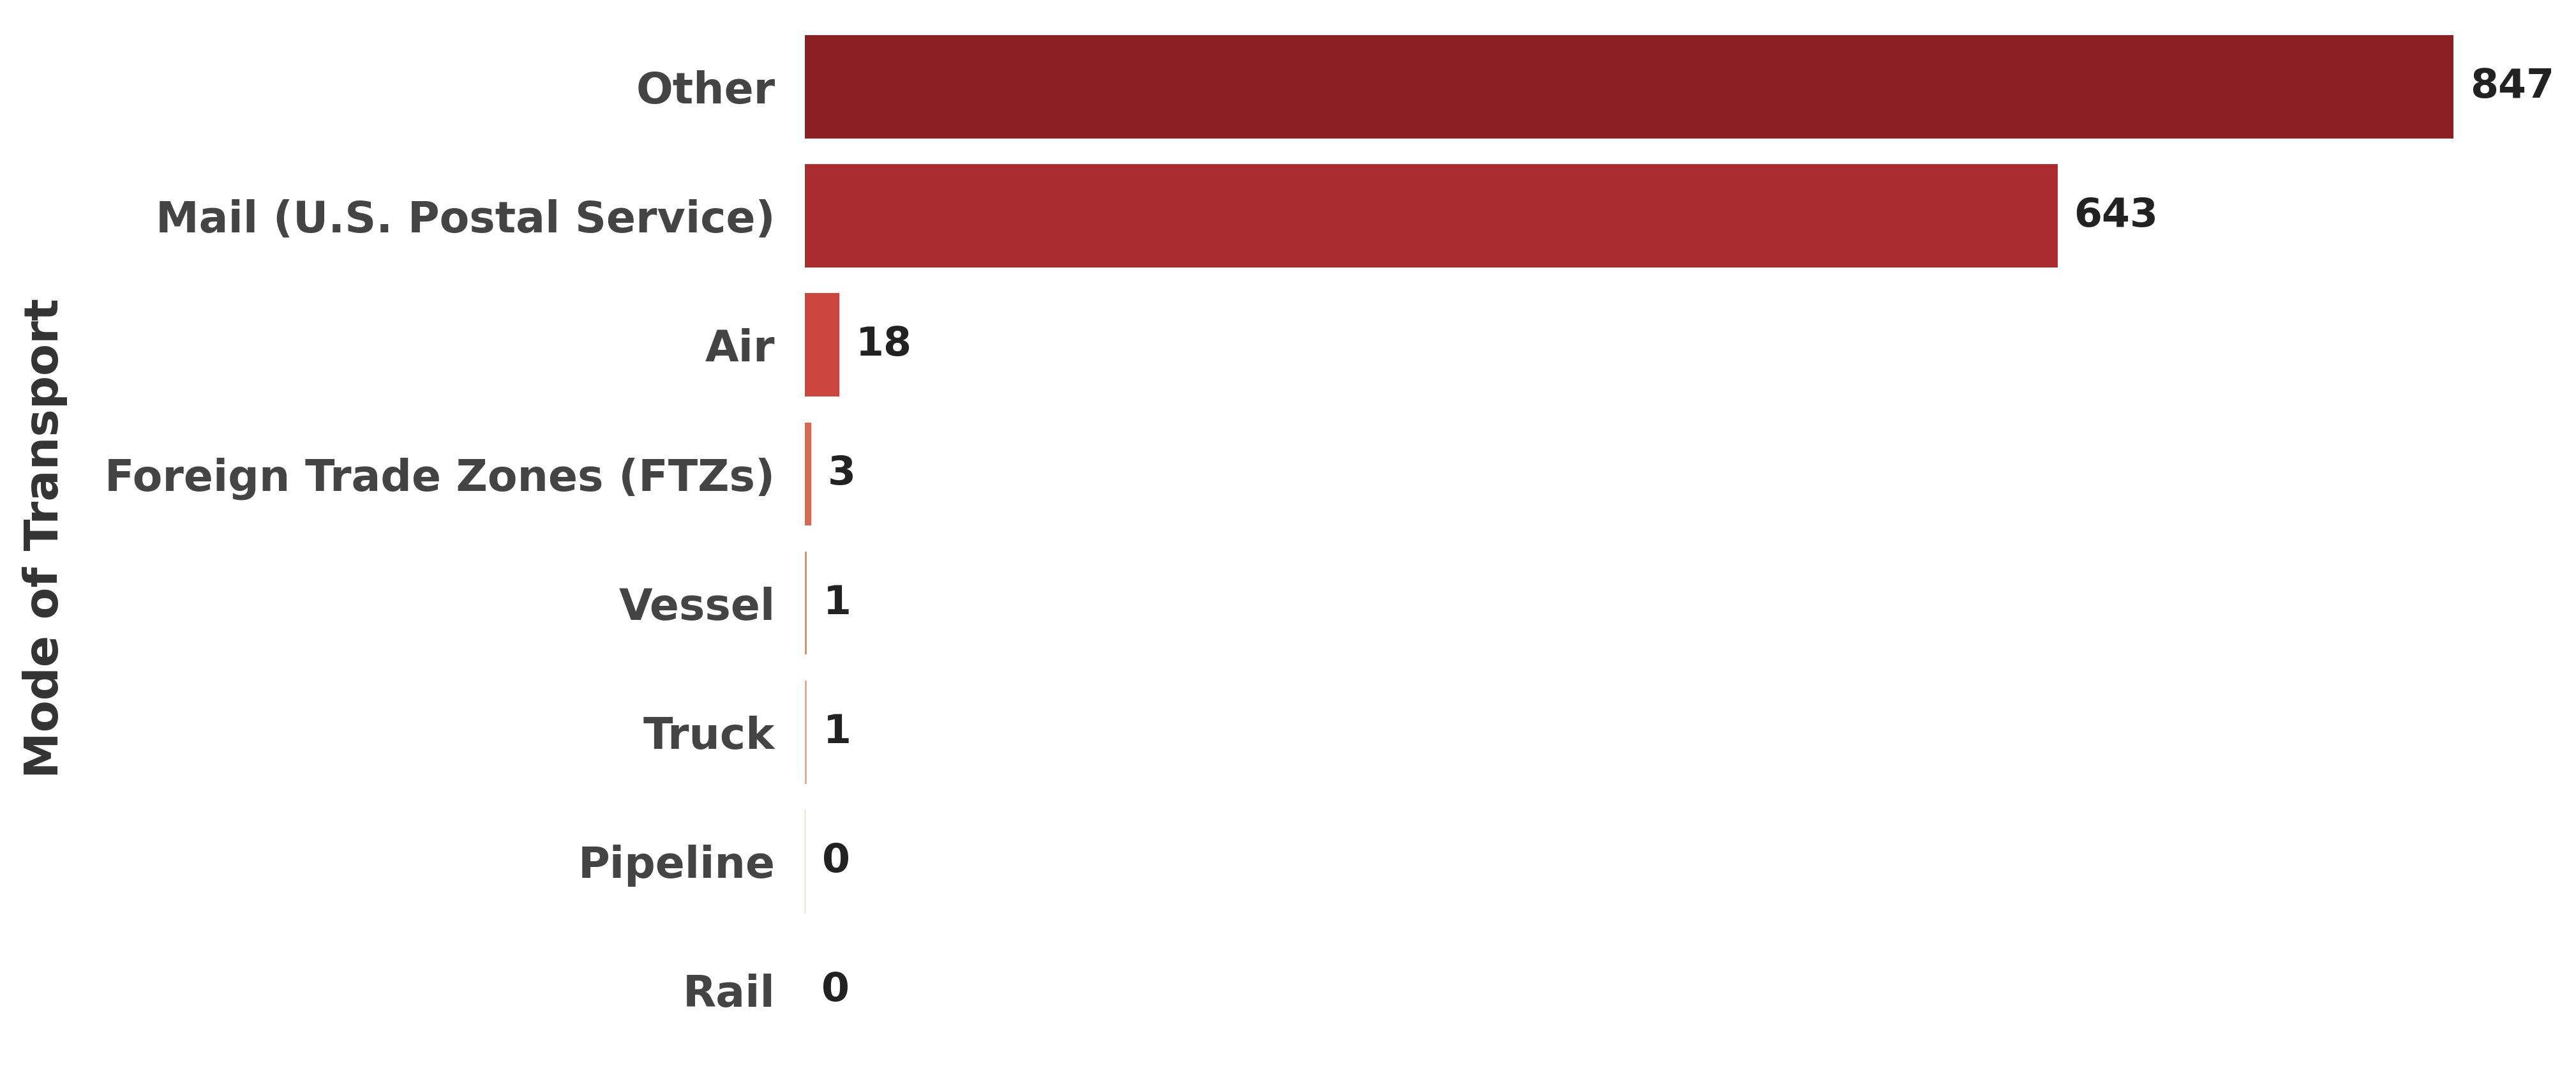 Mode of Transport
Other 847
Mail (U.S. Postal Service) 643
Air 18
Foreign Trade Zones (FTZs) 3
Vessel 1
Truck 1
Pipeline 0
Rail 0